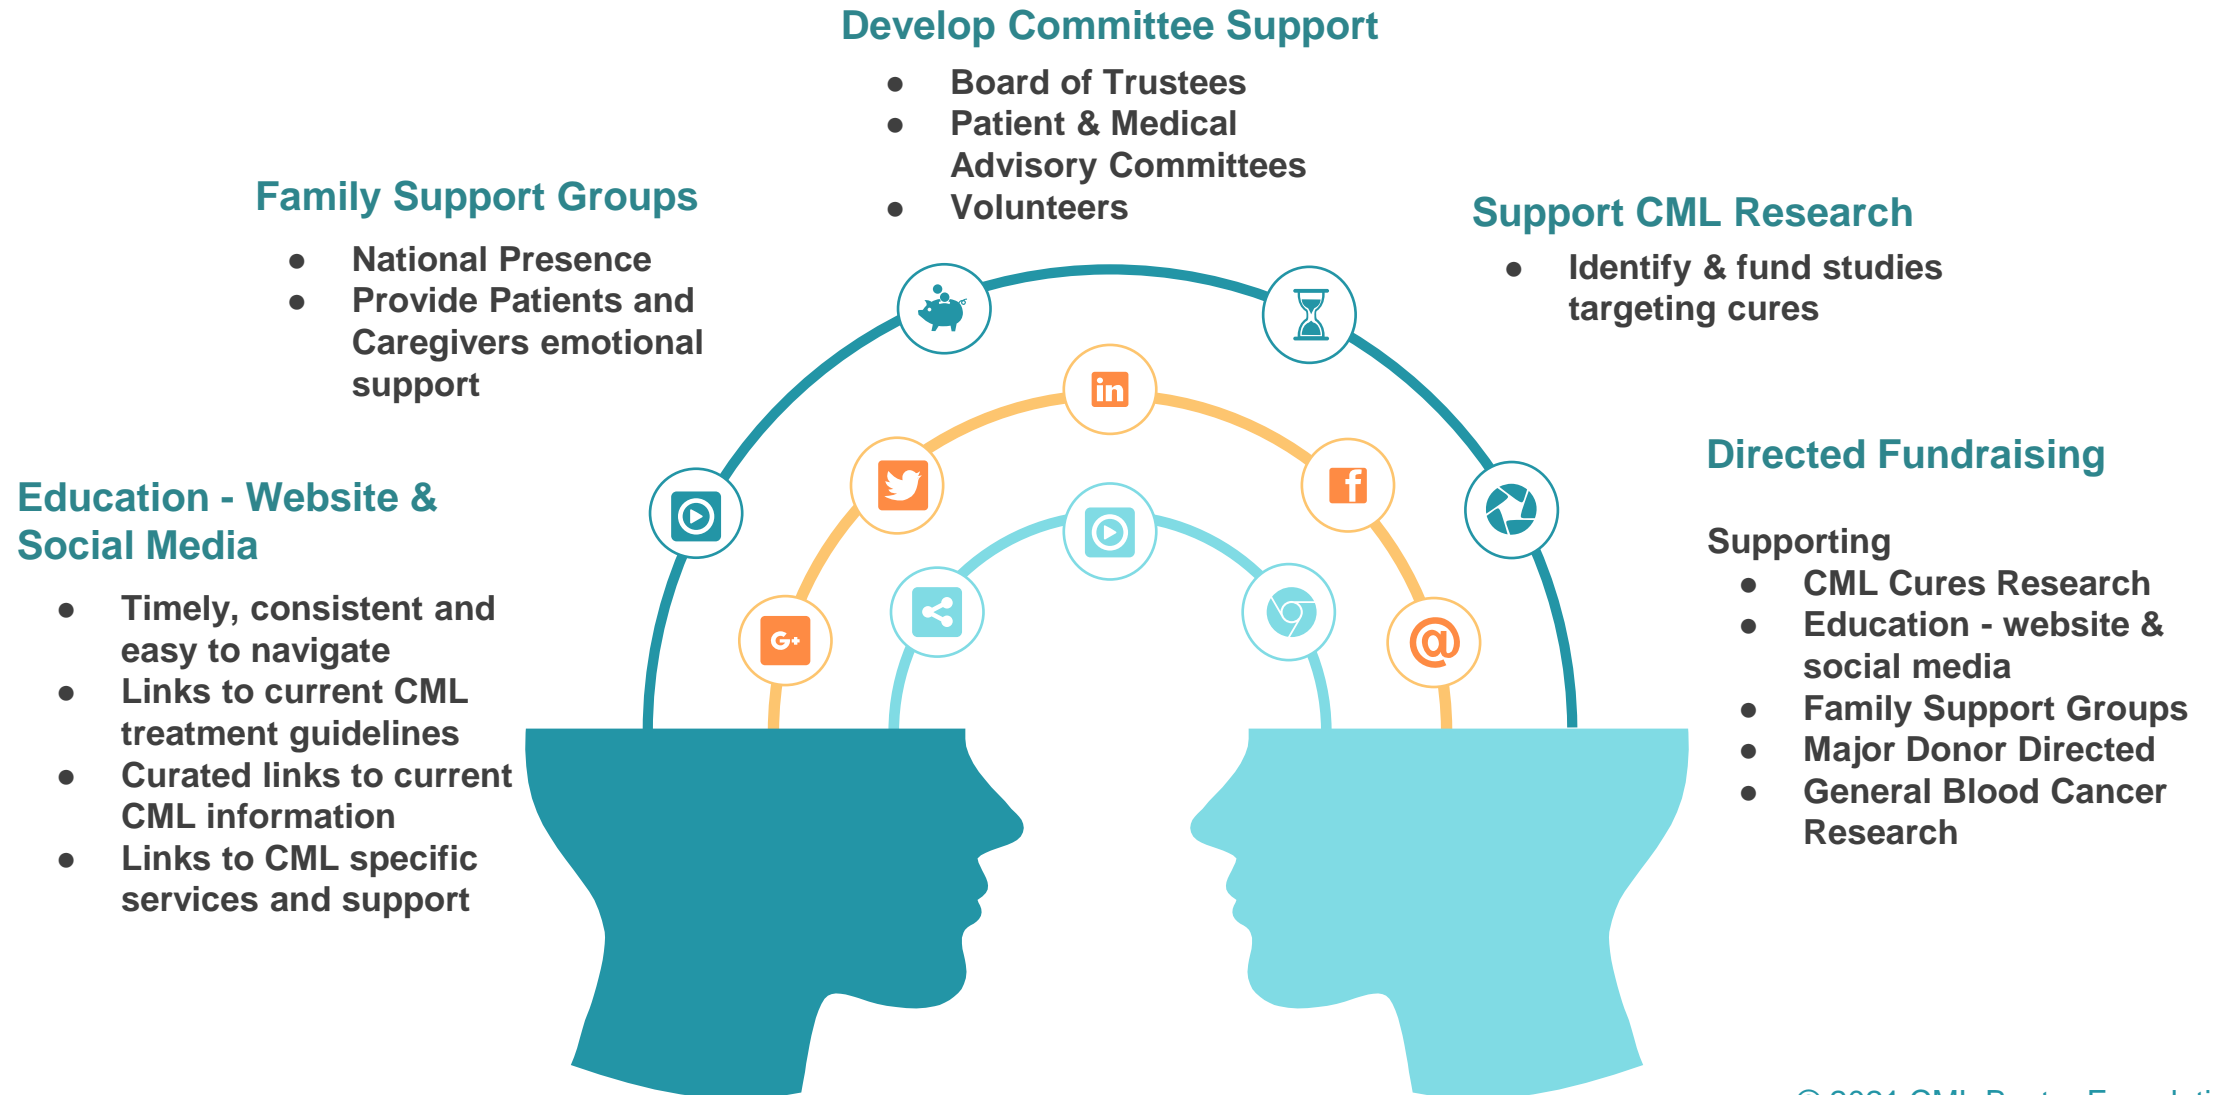 Develop Committee Support
● Board of Trustees
● Patient & Medical
Advisory Committees
● Volunteers
Family Support Groups
● National Presence
● Provide Patients and
Caregivers emotional
support
Support CML Research
● Identify & fund studies
targeting cures
Education - Website &
Social Media
● Timely, consistent and
easy to navigate
● Links to current CML
treatment guidelines
● Curated links to current
CML information
● Links to CML specific
services and support
Directed Fundraising
Supporting
● CML Cures Research
● Education - website &
social media
● Family Support Groups
● Major Donor Directed
● General Blood Cancer
Research
in
f
G+
@
© 2021 CML